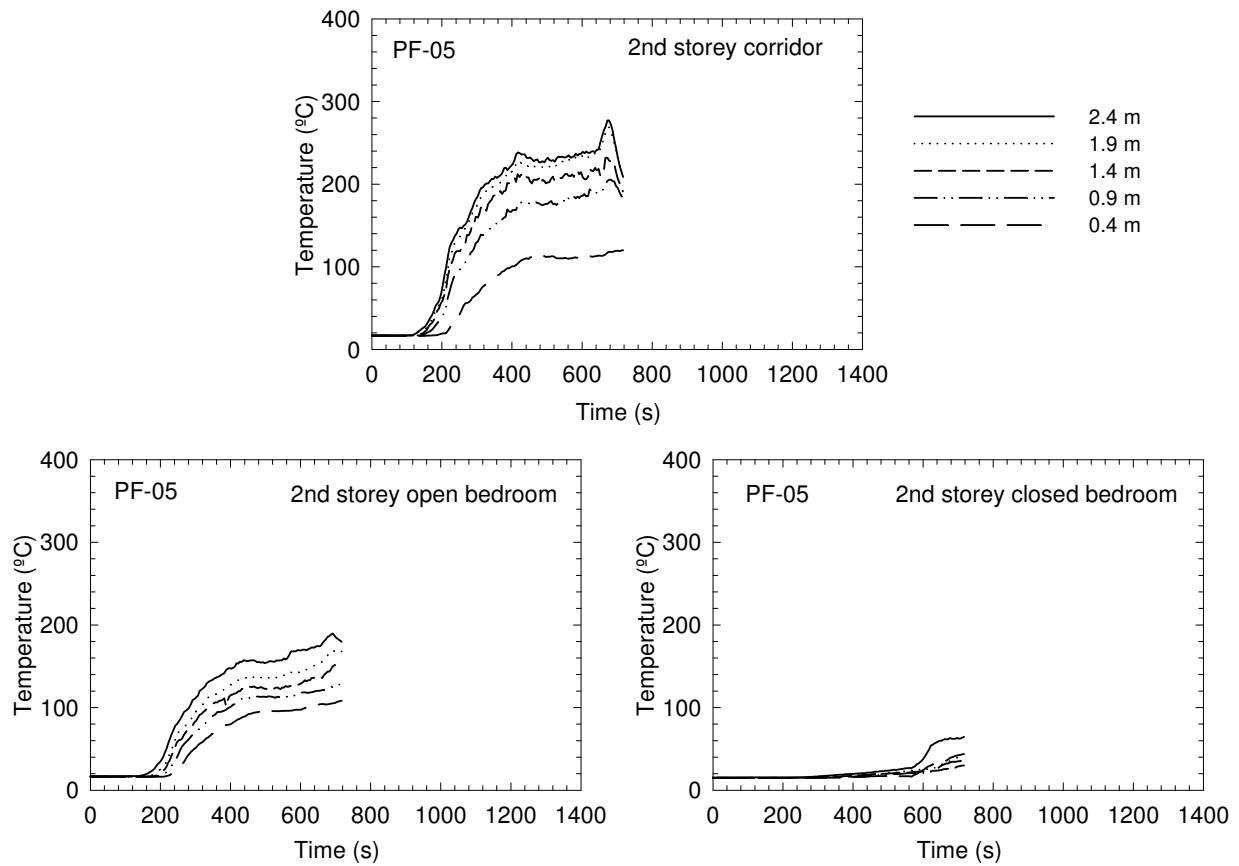 PF-05 2nd storey corridor
400
300
200
100
0
Temperature (ºC)
0 200 400 600 800 1000 1200 1400
Time (s)
2.4 m
1.9 m
1.4 m
0.9 m
0.4 m
PF-05 2nd storey open bedroom
400
300
200
100
0
Temperature (ºC)
0 200 400 600 800 1000 1200 1400
Time (s)
PF-05 2nd storey closed bedroom
400
300
200
100
0
Temperature (ºC)
0 200 400 600 800 1000 1200 1400
Time (s)